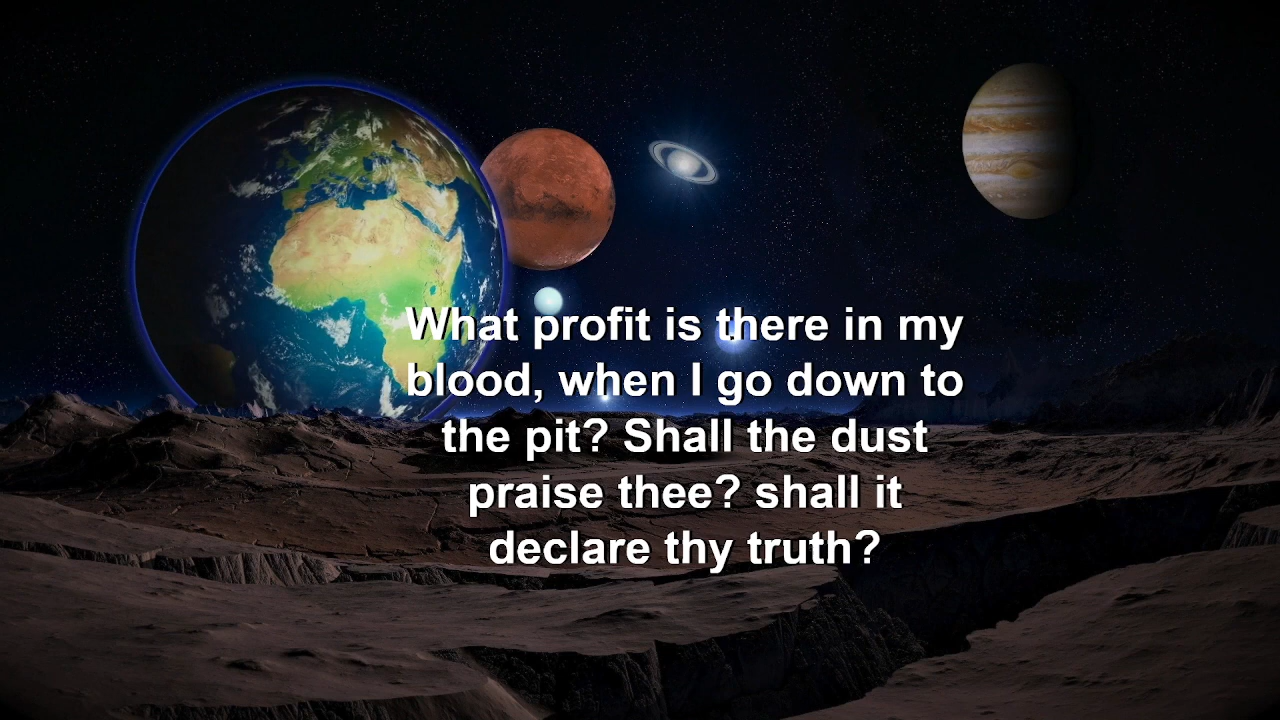 What profit is there in my
blood, when I go down to
the pit? Shall the dust
praise thee? shall it
declare thy truth?